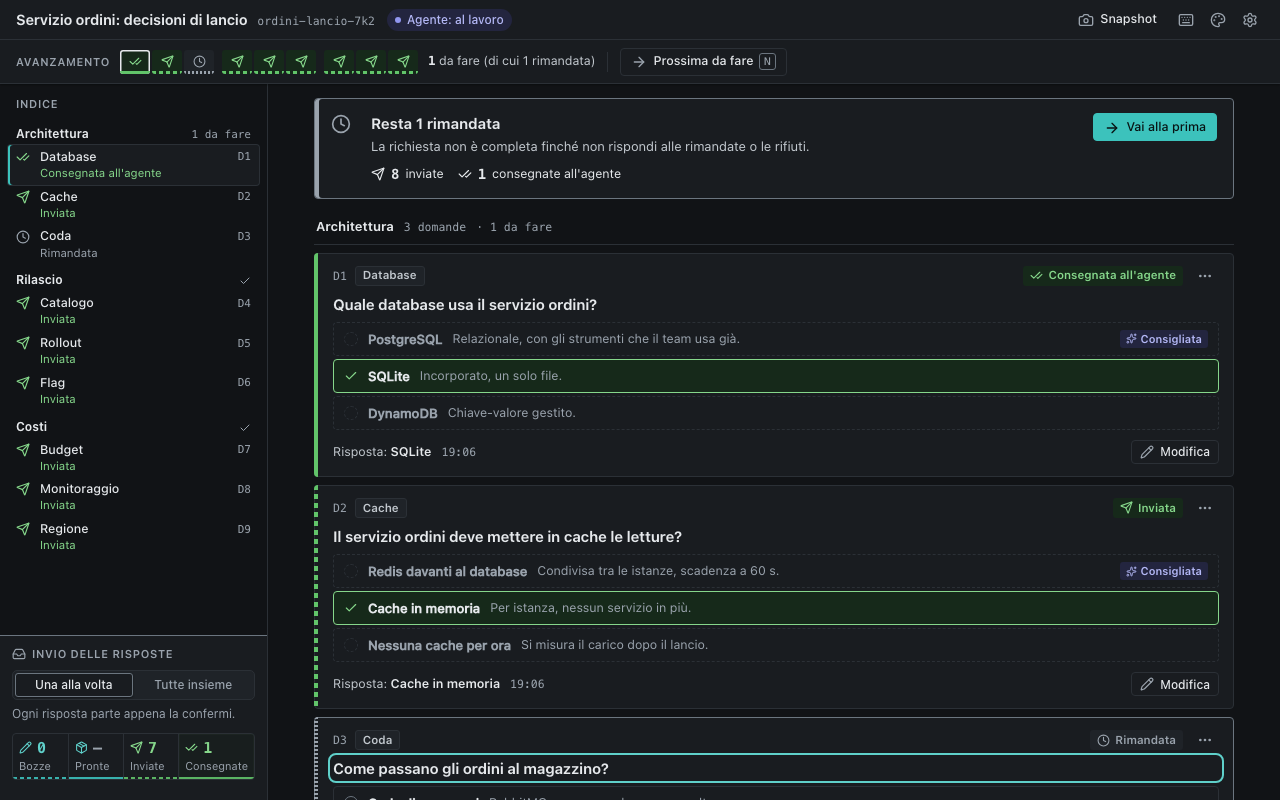 Servizio ordini: decisioni di lancio ordini-lancio-7k2 Agente: al lavoro Snapshot
AVANZAMENTO 1 da fare (di cui 1 rimandata) Prossima da fare N
INDICE
Architettura 1 da fare
Database D1
Consegnata all'agente
Cache D2
Inviata
Coda D3
Rimandata
Rilascio
Catalogo D4
Inviata
Rollout D5
Inviata
Flag D6
Inviata
Costi
Budget D7
Inviata
Monitoraggio D8
Inviata
Regione D9
Inviata
INVIO DELLE RISPOSTE
Una alla volta Tutte insieme
Ogni risposta parte appena la confermi.
0 — 7 1
Bozze Pronte Inviate Consegnate
Resta 1 rimandata
Vai alla prima
La richiesta non è completa finché non rispondi alle rimandate o le rifiuti.
8 inviate 1 consegnate all'agente
Architettura 3 domande · 1 da fare
D1 Database Consegnata all'agente
Quale database usa il servizio ordini?
PostgreSQL Relazionale, con gli strumenti che il team usa già. Consigliata
SQLite Incorporato, un solo file.
DynamoDB Chiave-valore gestito.
Risposta: SQLite 19:06 Modifica
D2 Cache Inviata
Il servizio ordini deve mettere in cache le letture?
Redis davanti al database Condivisa tra le istanze, scadenza a 60 s. Consigliata
Cache in memoria Per istanza, nessun servizio in più.
Nessuna cache per ora Si misura il carico dopo il lancio.
Risposta: Cache in memoria 19:06 Modifica
D3 Coda Rimandata
Come passano gli ordini al magazzino?